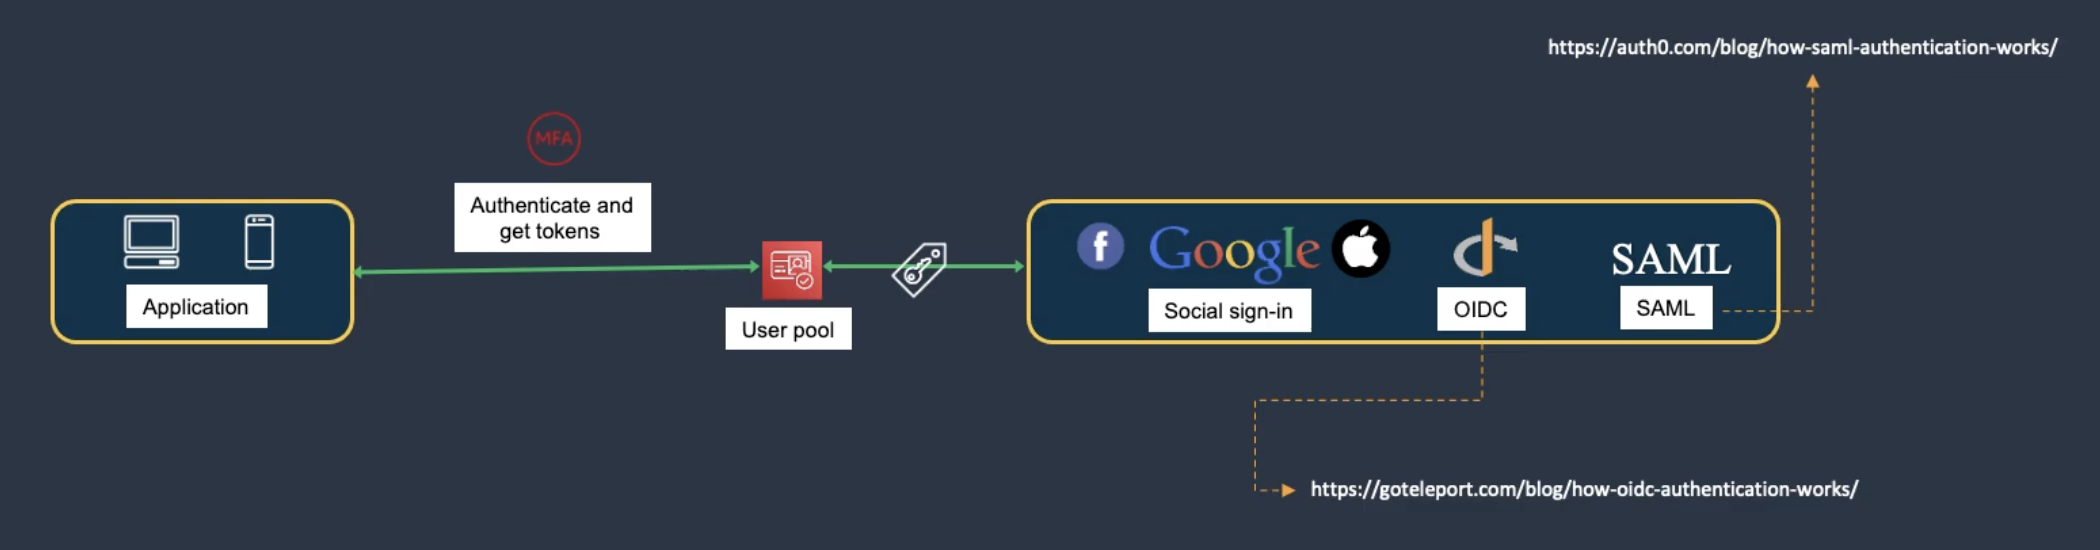 https://auth0.com/blog/how-saml-authentication-works/
MFA
Authenticate and
get tokens
Application
User pool
f
Google
Social sign-in
OIDC
SAML
SAML
https://goteleport.com/blog/how-oidc-authentication-works/